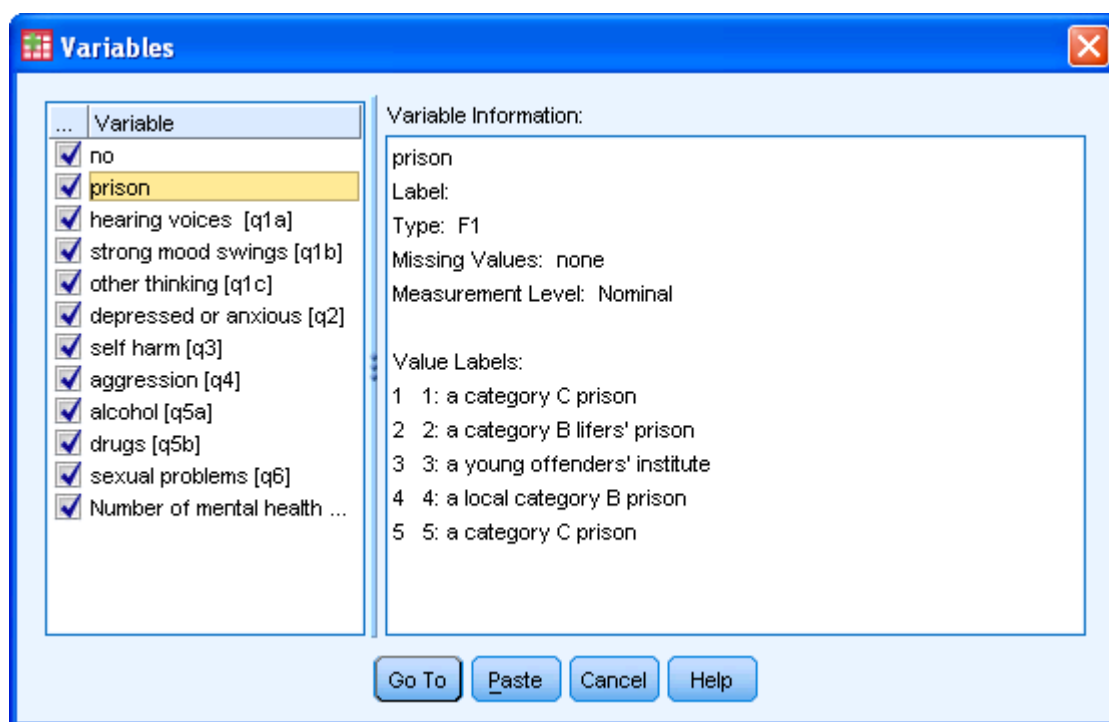 Variables
... Variable
no
prison
hearing voices [q1a]
strong mood swings [q1b]
other thinking [q1c]
depressed or anxious [q2]
self harm [q3]
aggression [q4]
alcohol [q5a]
drugs [q5b]
sexual problems [q6]
Number of mental health ...
Variable Information:
prison
Label:
Type: F1
Missing Values: none
Measurement Level: Nominal
Value Labels:
1 1: a category C prison
2 2: a category B lifers' prison
3 3: a young offenders' institute
4 4: a local category B prison
5 5: a category C prison
Go To Paste Cancel Help